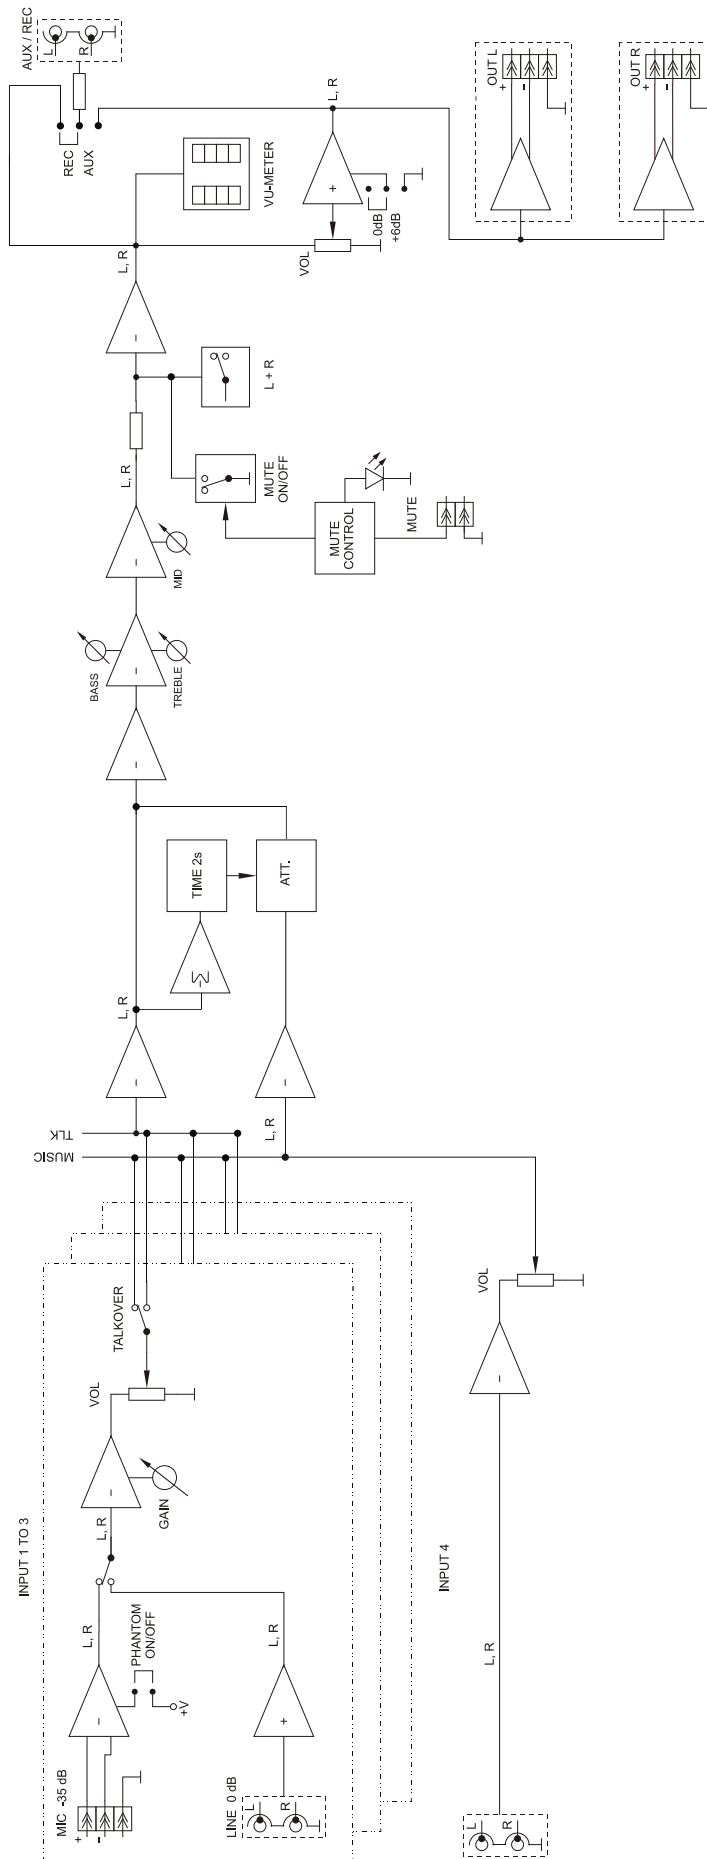 AUX / REC
L
R
REC
AUX
VU-METER
L, R
+
0dB
+6dB
VOL
OUT L
+
-
OUT R
+
-
L, R
-
L + R
MUTE
ON/OFF
L, R
MUTE
CONTROL
MUTE
-
MID
BASS
-
TREBLE
-
TIME 2s
ATT.
Σ
-
L, R
-
-
L, R
TLK
MUSIC
TALKOVER
VOL
-
GAIN
L, R
INPUT 1 TO 3
L, R
PHANTOM
ON/OFF
+V
-
MIC -35 dB
+
-
L, R
+
LINE 0 dB
L
R
VOL
-
INPUT 4
L, R
L
R